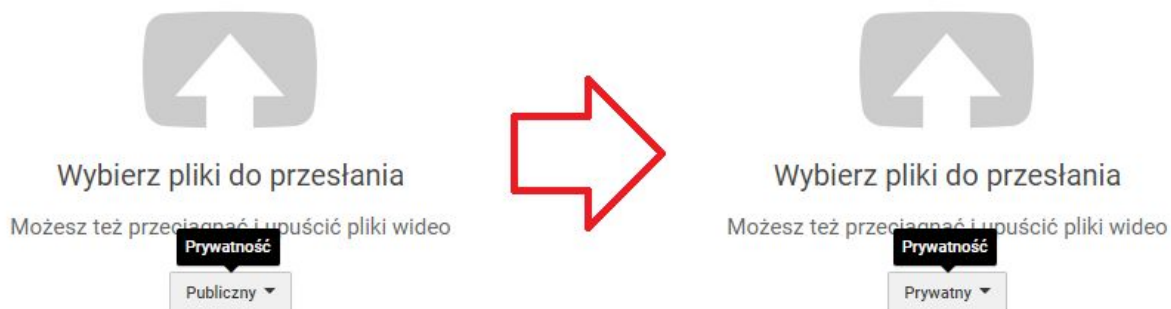 Wybierz pliki do przesłania
Możesz też przeciągnąć i upuścić pliki wideo
Prywatność
Publiczny
Wybierz pliki do przesłania
Możesz też przeciągnąć i upuścić pliki wideo
Prywatność
Prywatny